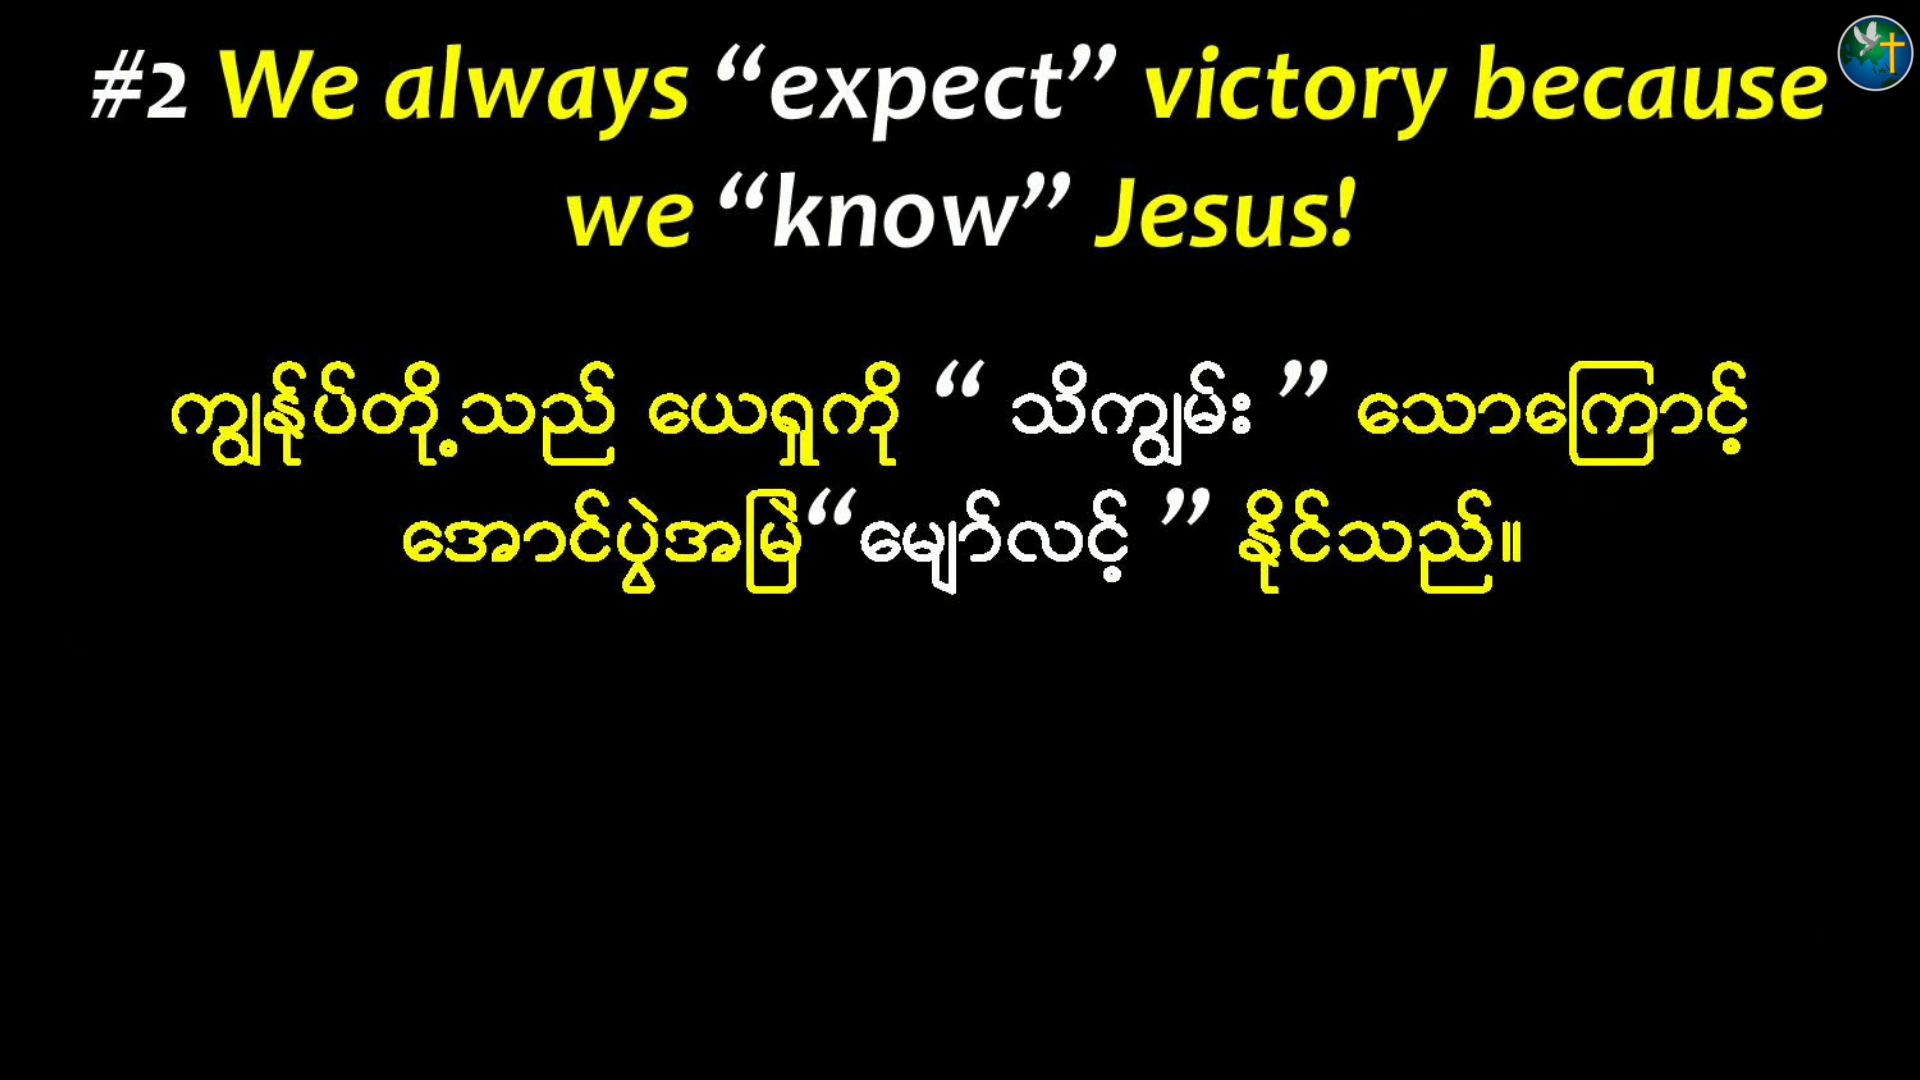 #2 We always “expect” victory because
we “know” Jesus!
ကျွန်ုပ်တို့သည် ယေရှုကို “ သိကျွမ်း ” သောကြောင့်
အောင်ပွဲအမြဲ“မျှော်လင့် ” နိုင်သည်။